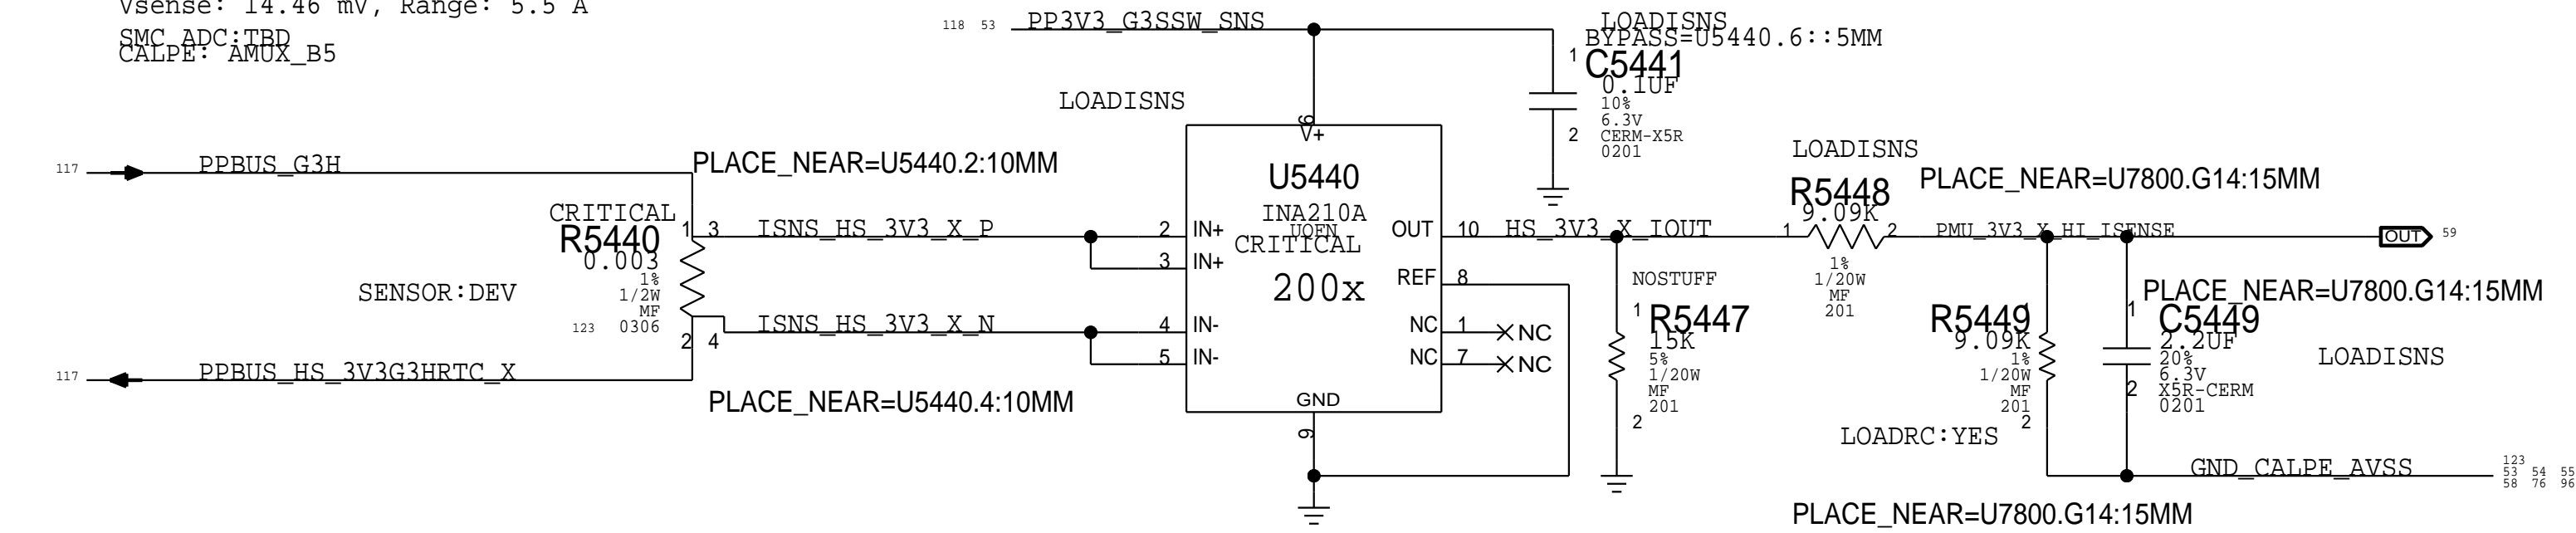 Vsense: 14.46 mV, Range: 5.5 A
SMC ADC:TBD
CALPE: AMUX_B5
118 53 PP3V3_G3SSW_SNS
LOADISNS
BYPASS=U5440.6::5MM
1
C5441
0.1UF
10%
6.3V
2
CERM-X5R
0201
LOADISNS
117 PPBUS_G3H
PLACE_NEAR=U5440.2:10MM
CRITICAL
1 3
R5440
0.003
1%
1/2W
MF
123 0306
SENSOR:DEV
2 4
117 PPBUS_HS_3V3G3HRTC_X
PLACE_NEAR=U5440.4:10MM
ISNS_HS_3V3_X_P
ISNS_HS_3V3_X_N
6
V+
U5440
INA210A
UQFN
CRITICAL
200x
2 IN+
3 IN+
4 IN-
5 IN-
OUT 10
REF 8
NC 1 NC
NC 7 NC
GND
9
HS_3V3_X_IOUT
NOSTUFF
1
R5447
15K
5%
1/20W
MF
201
2
LOADISNS
R5448
9.09K
1 2
1%
1/20W
MF
201
PLACE_NEAR=U7800.G14:15MM
PMU_3V3_X_HI_ISENSE
OUT 59
PLACE_NEAR=U7800.G14:15MM
1
R5449
9.09K
1%
1/20W
MF
201
2
LOADRC:YES
1
C5449
2.2UF
20%
6.3V
2
X5R-CERM
0201
LOADISNS
GND_CALPE_AVSS
123
53 54 55
58 76 96
PLACE_NEAR=U7800.G14:15MM